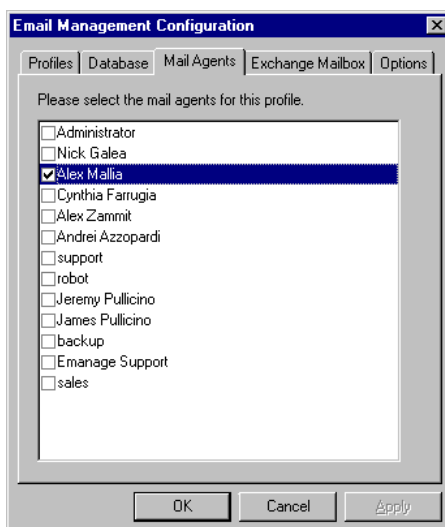 Email Management Configuration
Profiles Database Mail Agents Exchange Mailbox Options
Please select the mail agents for this profile.
Administrator
Nick Galea
Alex Mallia
Cynthia Farrugia
Alex Zammit
Andrei Azzopardi
support
robot
Jeremy Pullicino
James Pullicino
backup
Emanage Support
sales
OK Cancel Apply